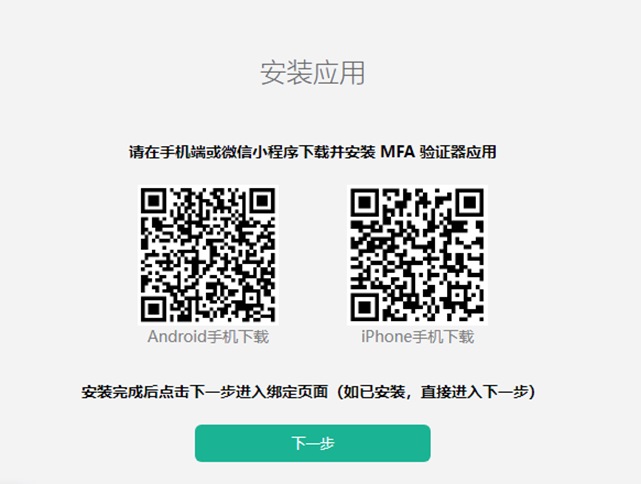 安装应用
请在手机端或微信小程序下载并安装 MFA 验证器应用
Android手机下载
iPhone手机下载
安装完成后点击下一步进入绑定页面（如已安装，直接进入下一步）
下一步